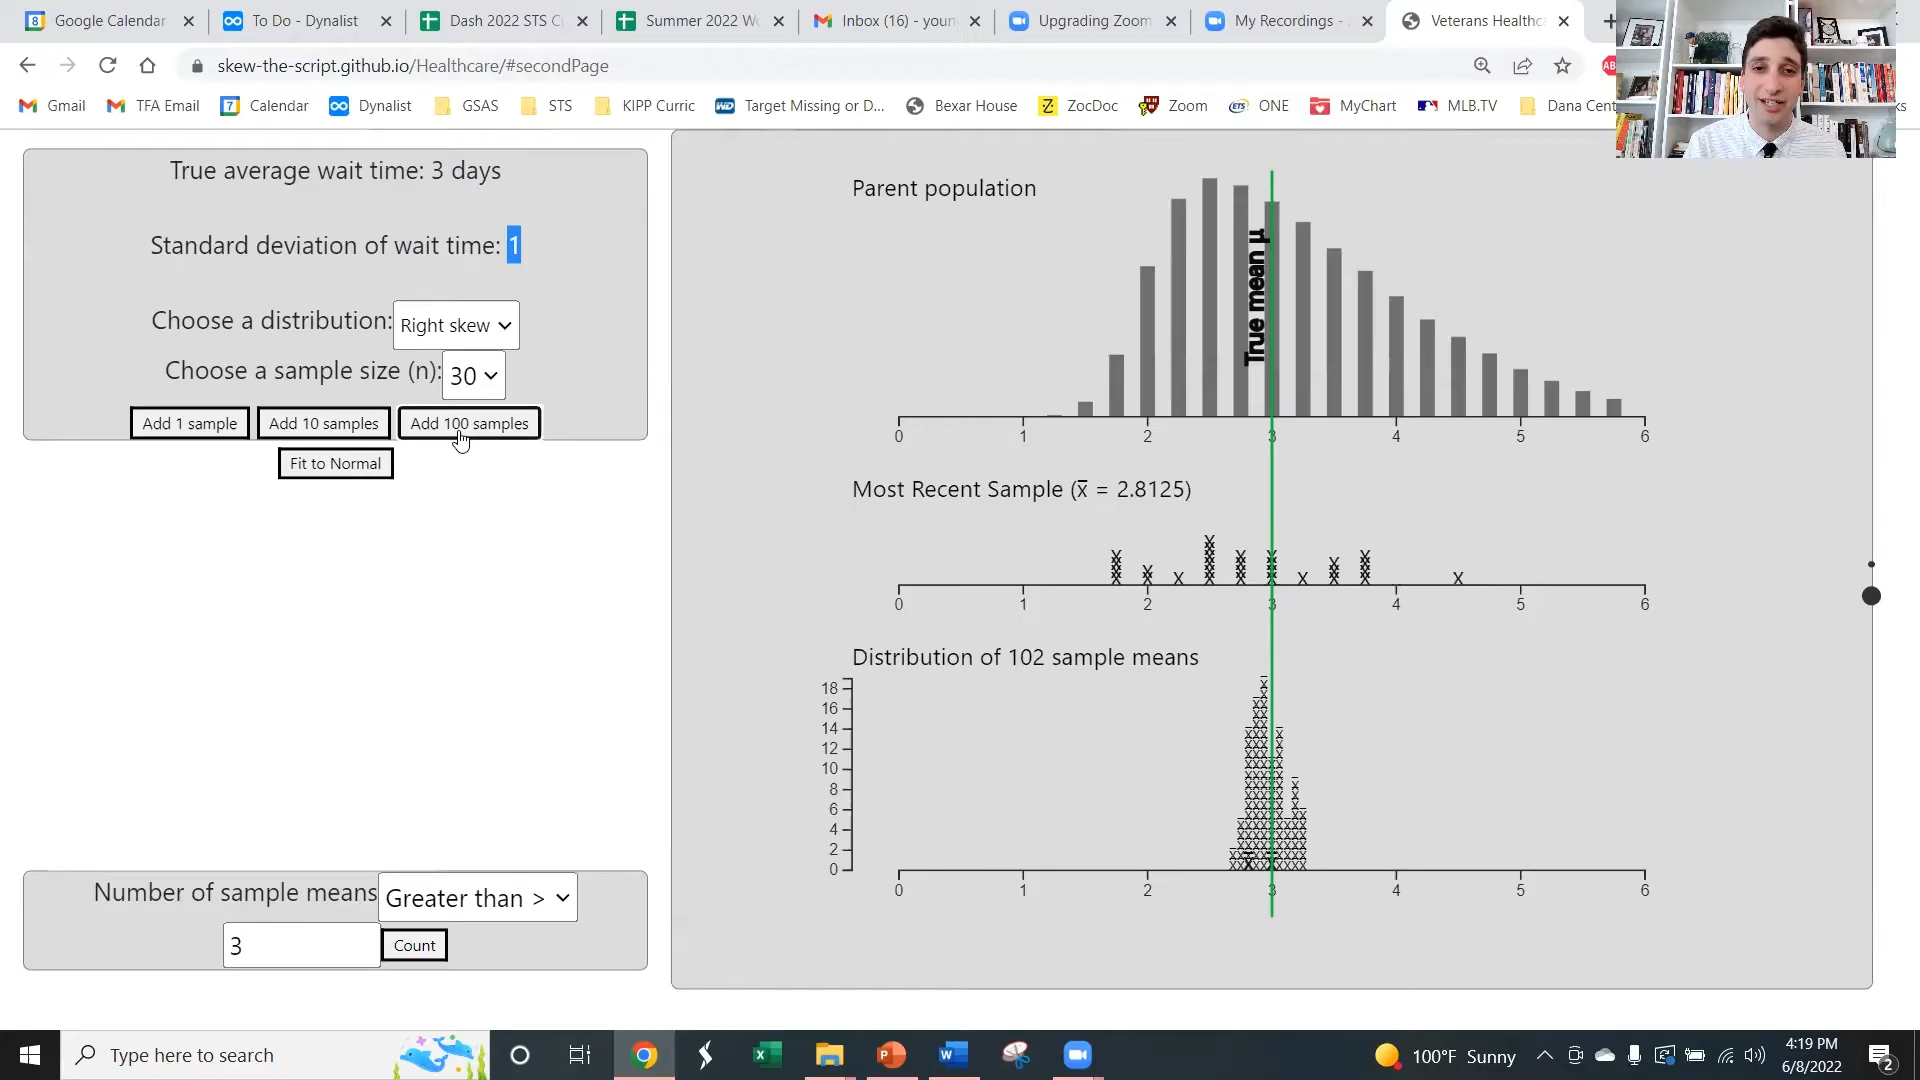 Google Calendar
To Do - Dynalist
Dash 2022 STS C
Summer 2022 Wo
Inbox (16) - youn
Upgrading Zoom
My Recordings -
Veterans Healthca
skew-the-script.github.io/Healthcare/#secondPage
Gmail
TFA Email
Calendar
Dynalist
GSAS
STS
KIPP Curric
Target Missing or D...
Bexar House
ZocDoc
Zoom
ONE
MyChart
MLB.TV
Dana Cent
True average wait time: 3 days
Standard deviation of wait time: 1
Choose a distribution: Right skew
Choose a sample size (n): 30
Add 1 sample
Add 10 samples
Add 100 samples
Fit to Normal
Number of sample means Greater than >
3
Count
Parent population
True mean μ
0 1 2 3 4 5 6
Most Recent Sample (x̅ = 2.8125)
0 1 2 3 4 5 6
Distribution of 102 sample means
18
16
14
12
10
8
6
4
2
0
0 1 2 3 4 5 6
Type here to search
100°F Sunny
4:19 PM
6/8/2022
2